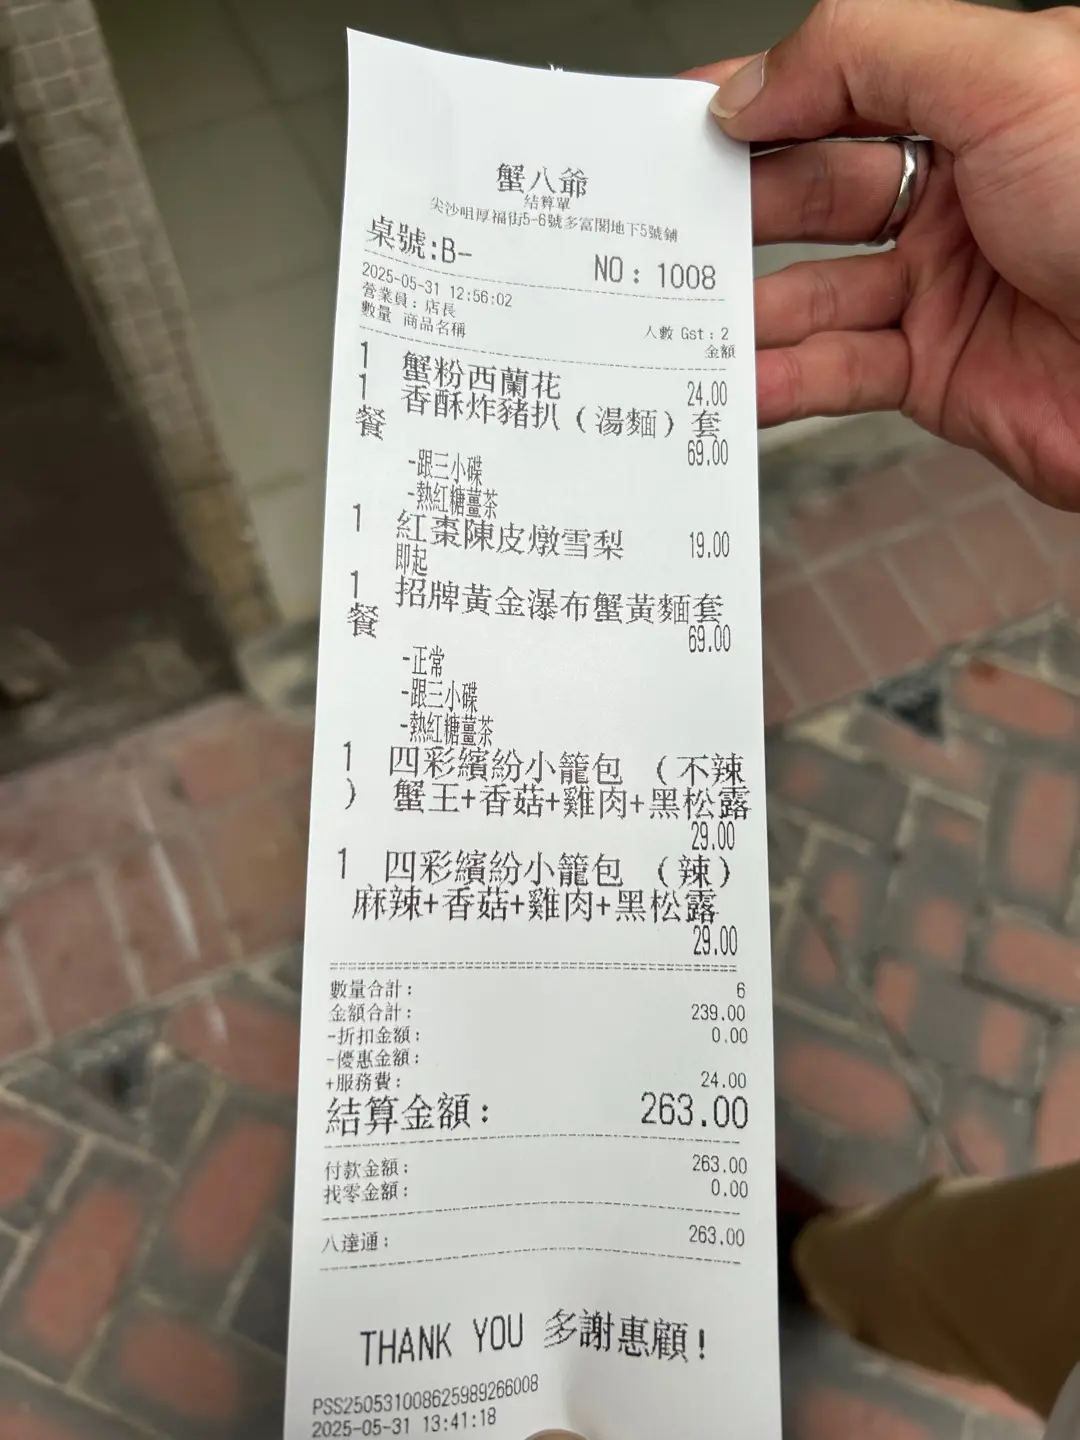 蟹八爺
结算單
尖沙咀厚福街5-6號多富閣地下5號鋪
桌號:B-
NO：1008
2025-05-31 12:56:02
營業員：店長
人數 Gst：2
數量 商品名稱 金額
1 蟹粉西蘭花 24.00
1 香酥炸豬扒（湯麵）套
餐 69.00
-跟三小碟
-熱紅糖薑茶
1 紅棗陳皮燉雪梨 19.00
即起
1 招牌黃金瀑布蟹黃麵套
餐 69.00
-正常
-跟三小碟
-熱紅糖薑茶
1 四彩繽紛小籠包 （不辣
） 蟹王+香菇+雞肉+黑松露
29.00
1 四彩繽紛小籠包 （辣）
麻辣+香菇+雞肉+黑松露
29.00
數量合計： 6
金額合計： 239.00
-折扣金額： 0.00
-優惠金額：
+服務費： 24.00
結算金額： 263.00
付款金額： 263.00
找零金額： 0.00
八達通： 263.00
THANK YOU 多謝惠顧！
PSS250531008625989266008
2025-05-31 13:41:18